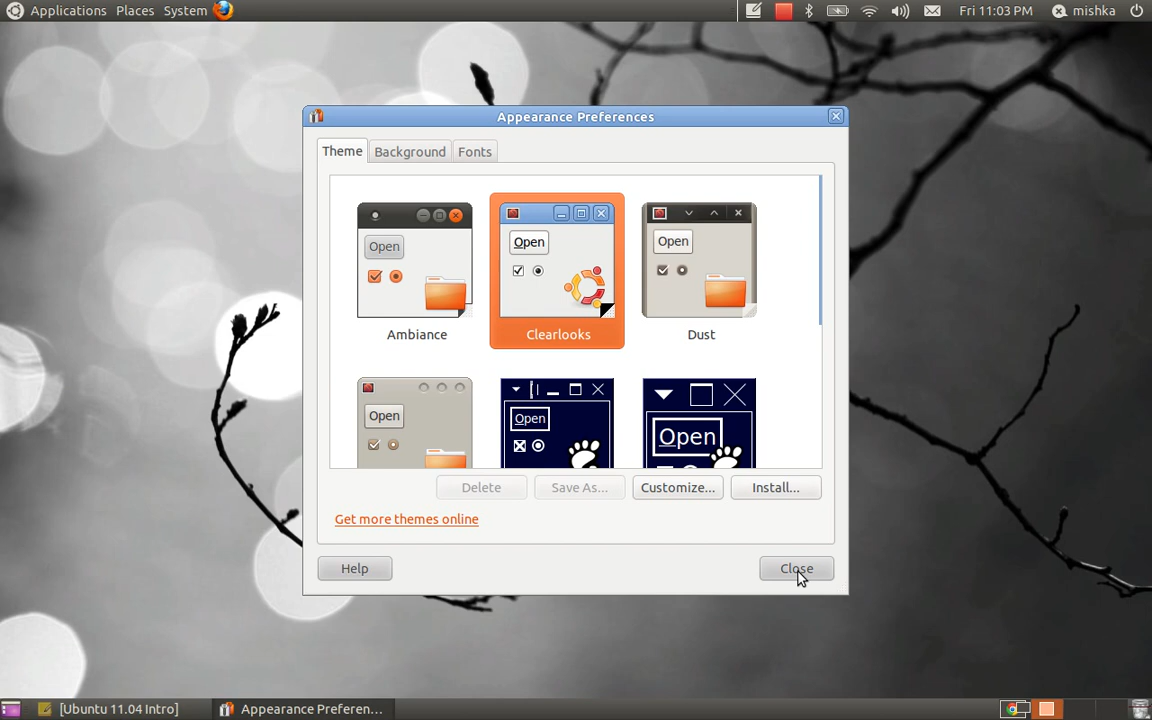 Applications Places System Fri 11:03 PM mishka
Appearance Preferences
Theme Background Fonts
Open Open Open
Ambiance Clearlooks Dust
Open Open Open
Delete Save As... Customize... Install...
Get more themes online
Help Close
[Ubuntu 11.04 Intro] Appearance Preferen...